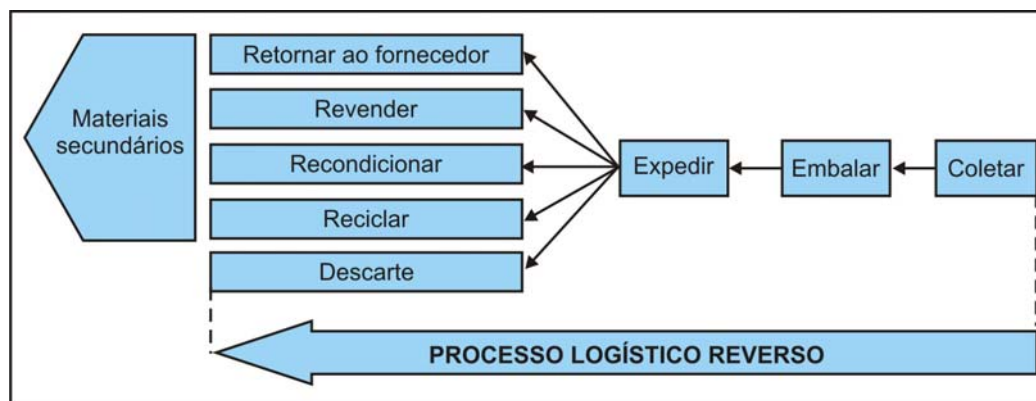 Retornar ao fornecedor
Revender
Materiais
secundários
Recondicionar
Expedir
Embalar
Coletar
Reciclar
Descarte
PROCESSO LOGÍSTICO REVERSO